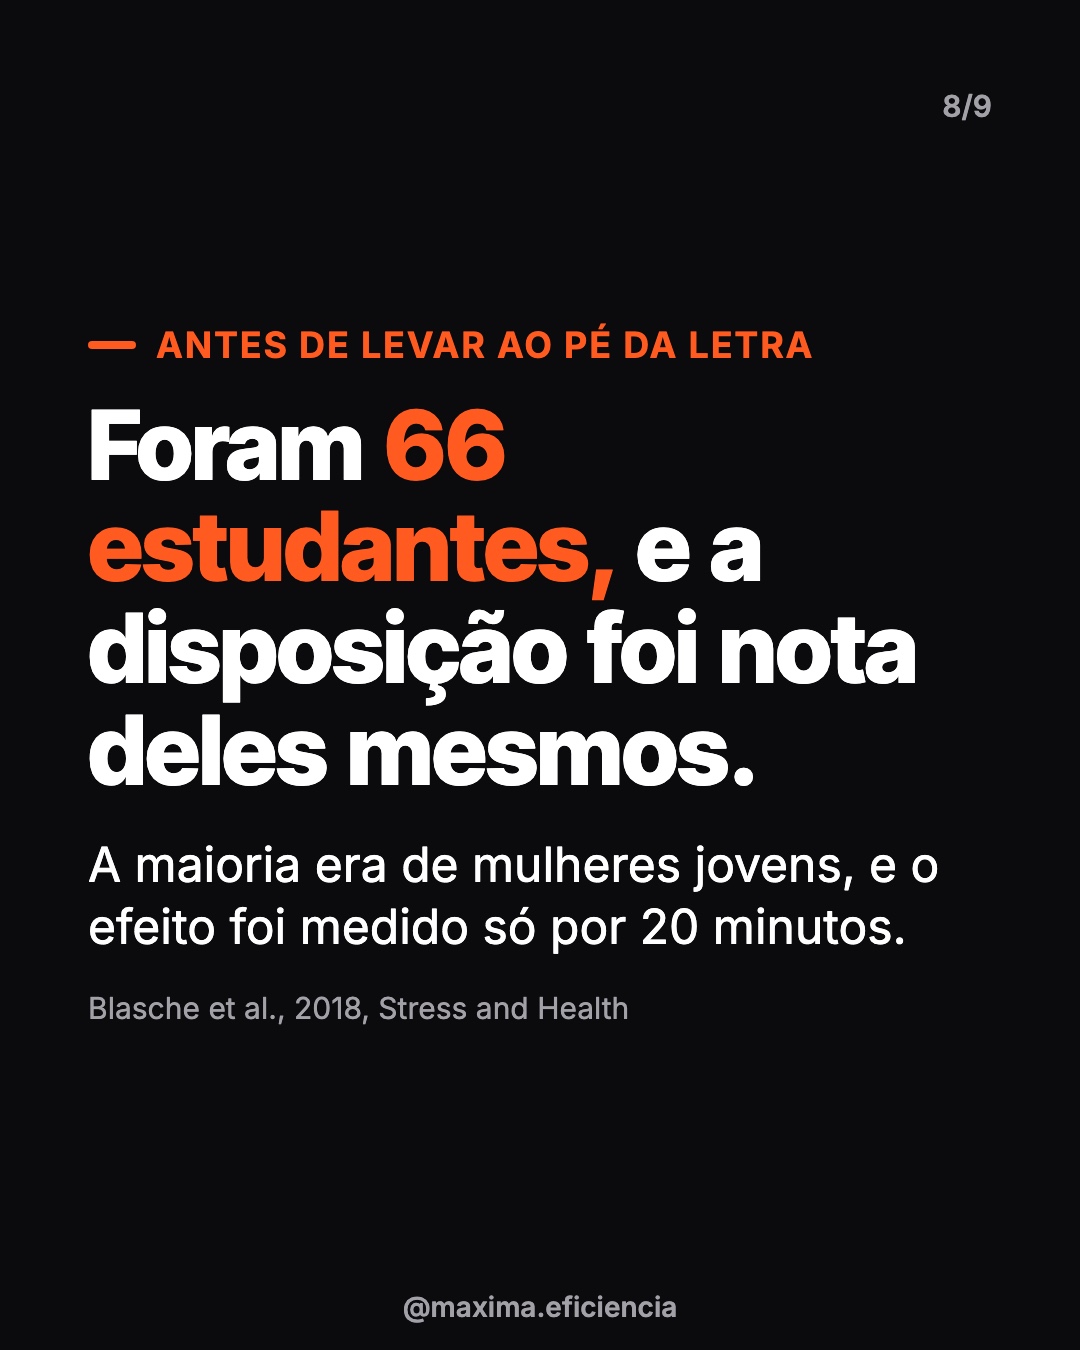 8/9
ANTES DE LEVAR AO PÉ DA LETRA
Foram 66
estudantes, e a
disposição foi nota
deles mesmos.
A maioria era de mulheres jovens, e o
efeito foi medido só por 20 minutos.
Blasche et al., 2018, Stress and Health
@maxima.eficiencia